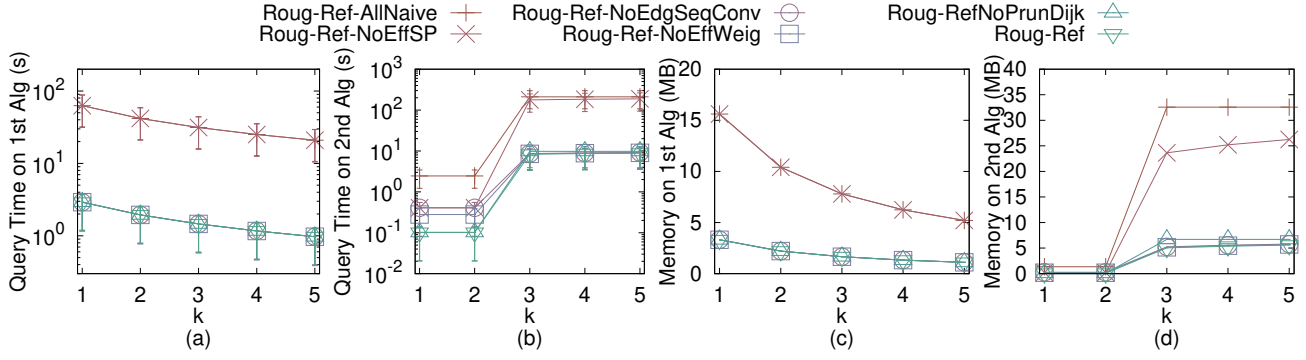 Roug-Ref-AllNaive
Roug-Ref-NoEffSP
Roug-Ref-NoEdgSeqConv
Roug-Ref-NoEffWeig
Roug-RefNoPrunDijk
Roug-Ref
Query Time on 1st Alg (s)
10^2
10^1
10^0
1 2 3 4 5
k
(a)
Query Time on 2nd Alg (s)
10^3
10^2
10^1
10^0
10^-1
10^-2
1 2 3 4 5
k
(b)
Memory on 1st Alg (MB)
20
15
10
5
0
1 2 3 4 5
k
(c)
Memory on 2nd Alg (MB)
40
35
30
25
20
15
10
5
0
1 2 3 4 5
k
(d)